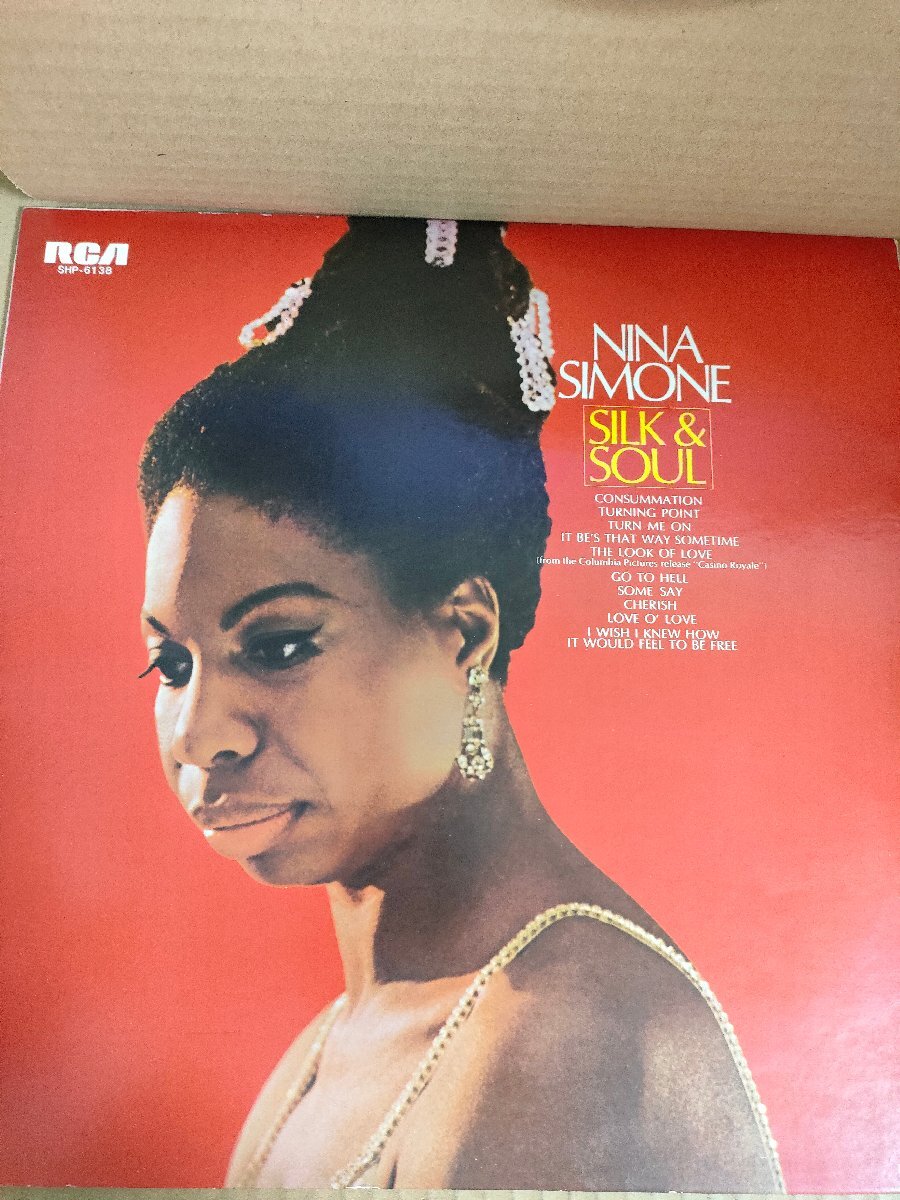 RCA
SHP-6138
NINA
SIMONE
SILK &
SOUL
CONSUMMATION
TURNING POINT
TURN ME ON
IT BE'S THAT WAY SOMETIME
THE LOOK OF LOVE
(from the Columbia Pictures release "Casino Royale")
GO TO HELL
SOME SAY
CHERISH
LOVE O' LOVE
I WISH I KNEW HOW
IT WOULD FEEL TO BE FREE